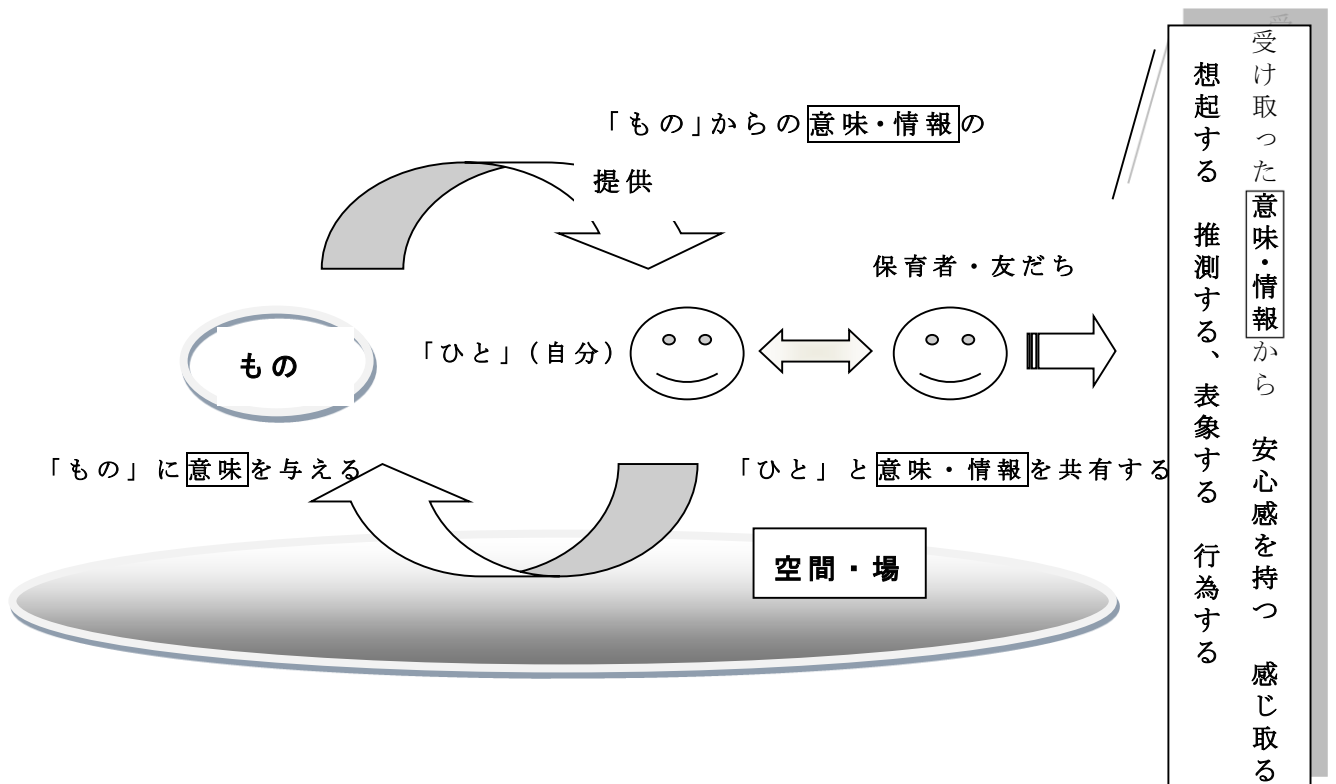 「もの」からの意味・情報の
提供
保育者・友だち
もの
「ひと」(自分)
「もの」に意味を与える
「ひと」と意味・情報を共有する
空間・場
受け取った意味・情報から 安心感を持つ 感じ取る
想起する 推測する、表象する 行為する